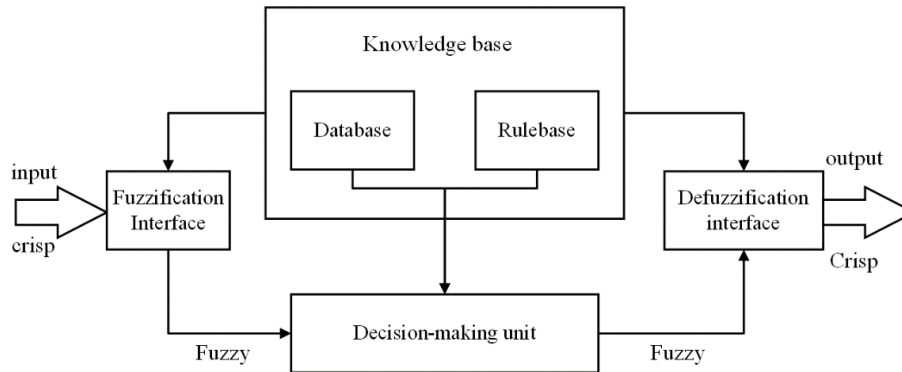 Knowledge base
Database
Rulebase
input
crisp
Fuzzification
Interface
Defuzzification
interface
output
Crisp
Decision-making unit
Fuzzy
Fuzzy